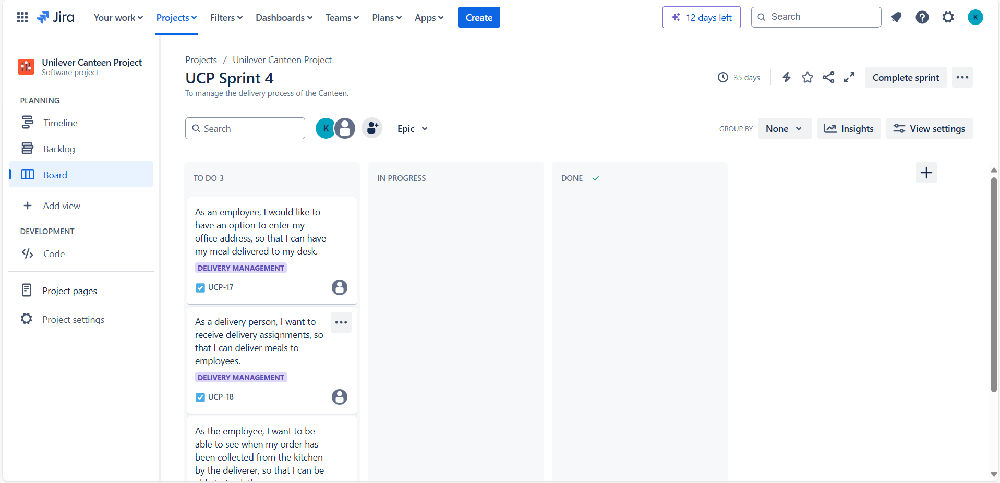 Jira
Your work
Projects
Filters
Dashboards
Teams
Plans
Apps
Create
12 days left
Search
K
Unilever Canteen Project
Software project
PLANNING
Timeline
Backlog
Board
Add view
DEVELOPMENT
Code
Project pages
Project settings
Projects / Unilever Canteen Project
UCP Sprint 4
To manage the delivery process of the Canteen.
35 days
Complete sprint
Search
K
Epic
GROUP BY
None
Insights
View settings
TO DO 3
As an employee, I would like to
have an option to enter my
office address, so that I can have
my meal delivered to my desk.
DELIVERY MANAGEMENT
UCP-17
As a delivery person, I want to
receive delivery assignments, so
that I can deliver meals to
employees.
DELIVERY MANAGEMENT
UCP-18
As the employee, I want to be
able to see when my order has
been collected from the kitchen
by the deliverer, so that I can be
IN PROGRESS
DONE